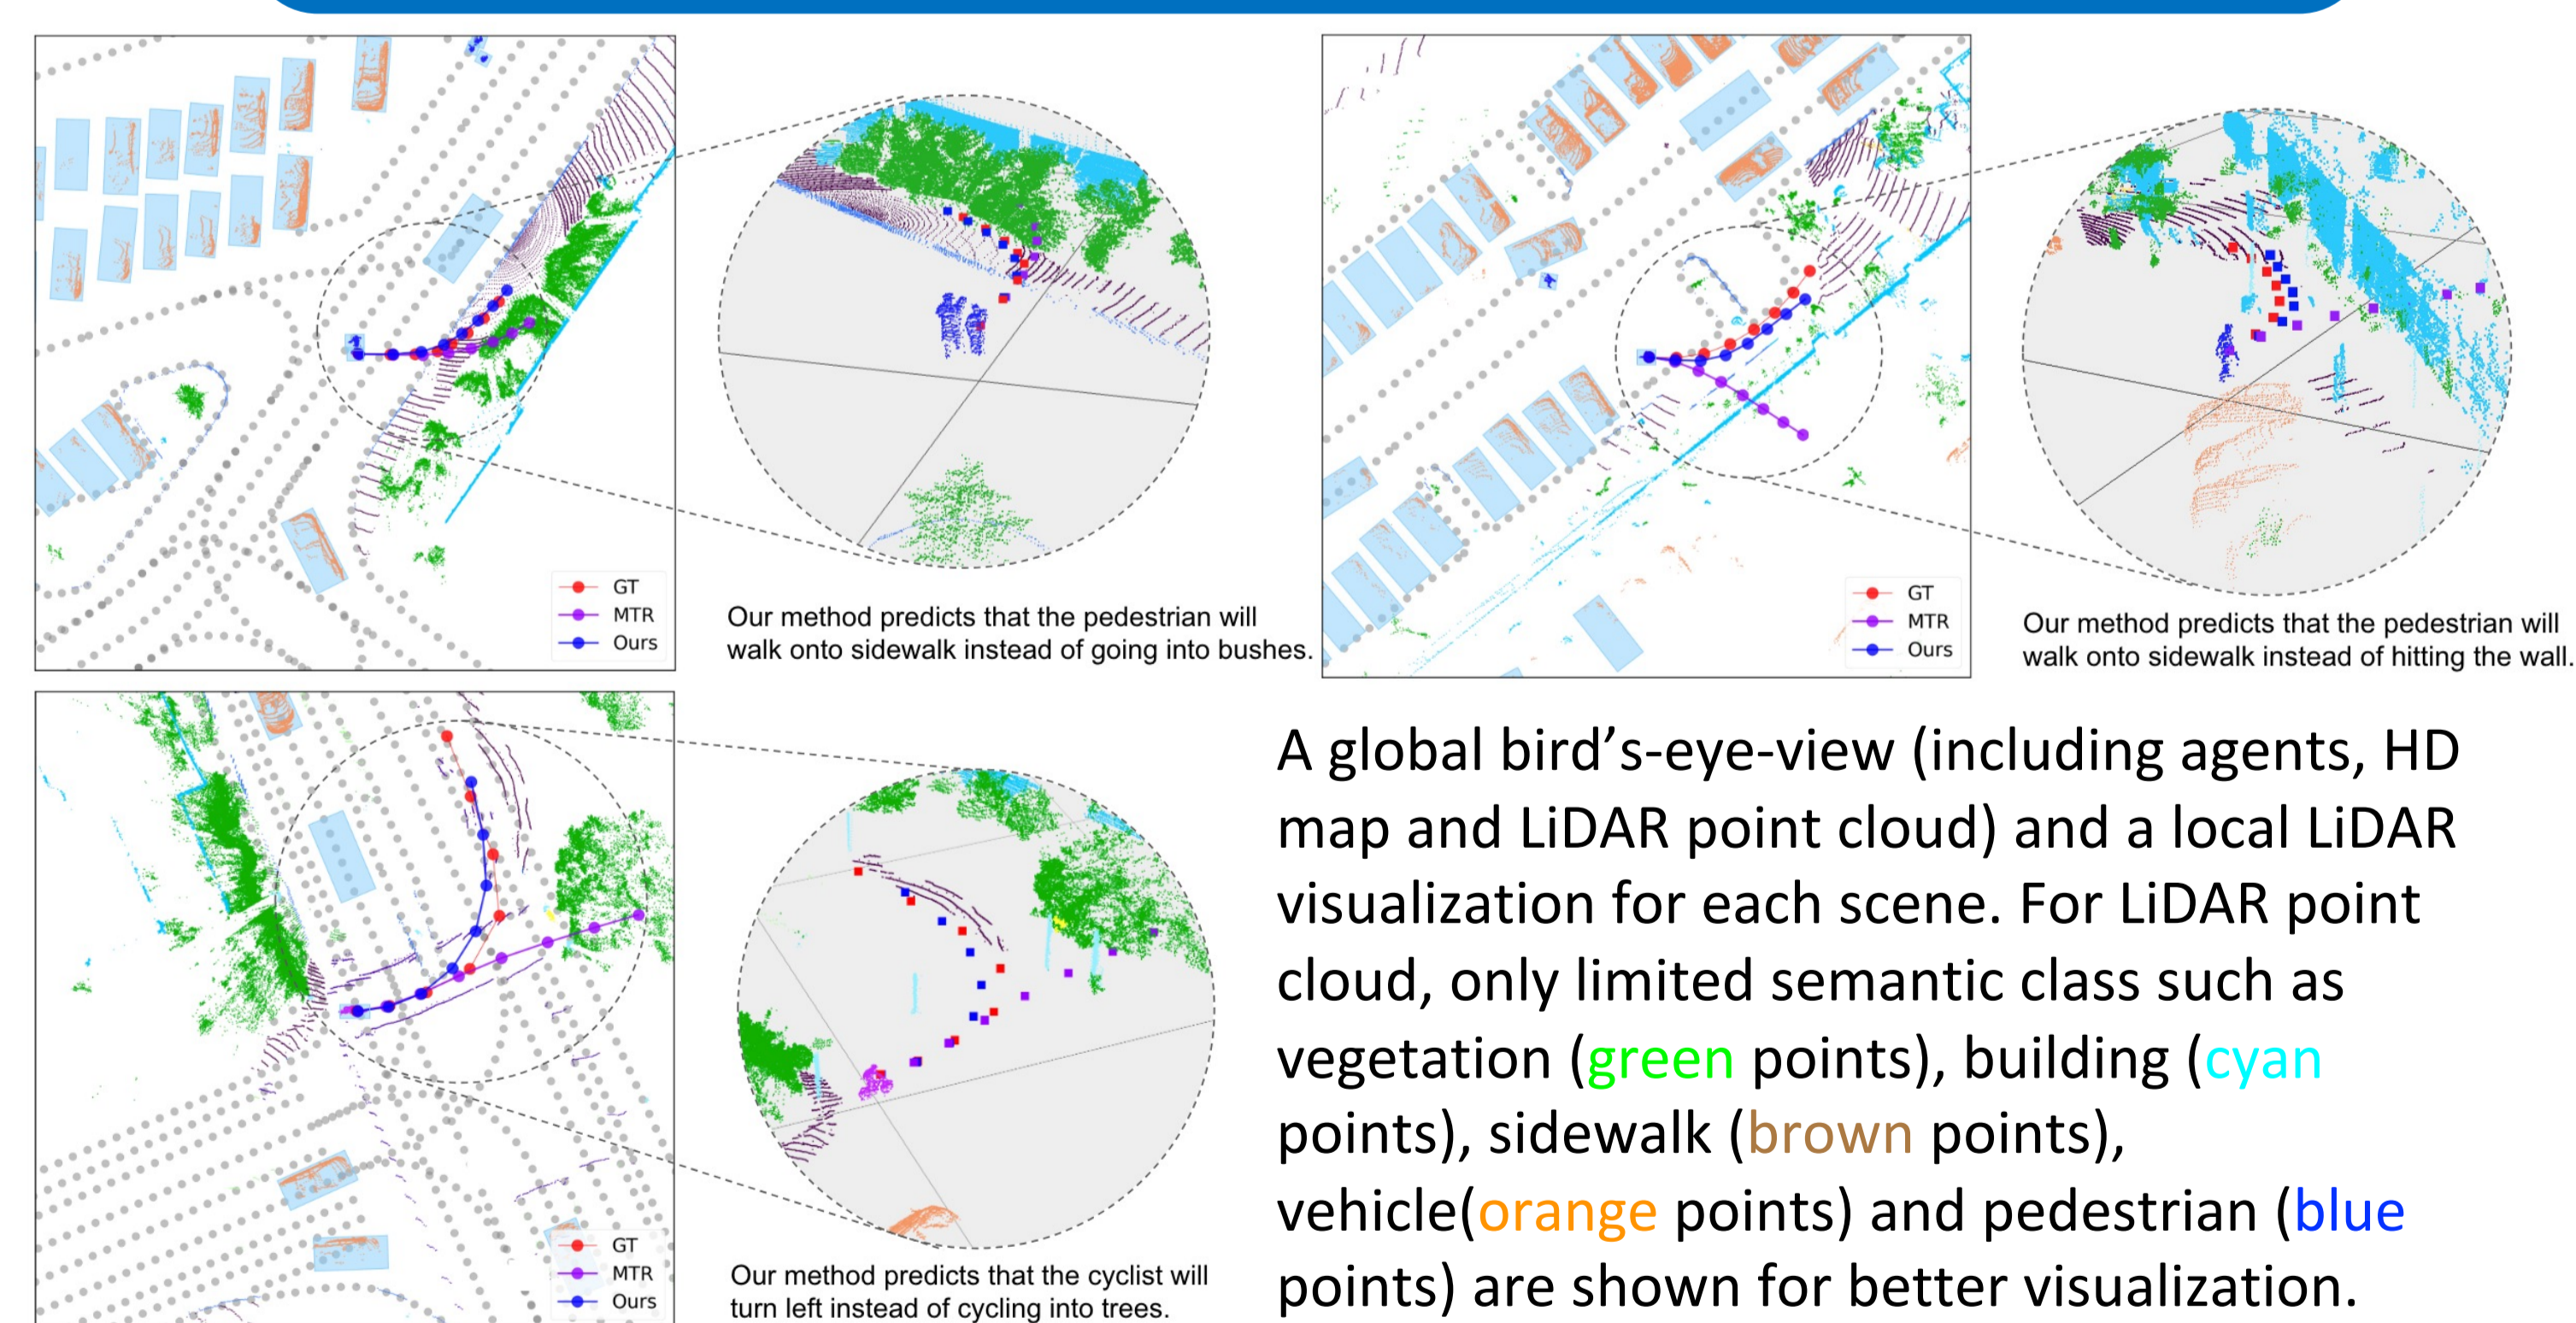 GT
MTR
Ours
Our method predicts that the pedestrian will
walk onto sidewalk instead of going into bushes.
GT
MTR
Ours
Our method predicts that the pedestrian will
walk onto sidewalk instead of hitting the wall.
GT
MTR
Ours
Our method predicts that the cyclist will
turn left instead of cycling into trees.
A global bird’s-eye-view (including agents, HD
map and LiDAR point cloud) and a local LiDAR
visualization for each scene. For LiDAR point
cloud, only limited semantic class such as
vegetation (green points), building (cyan
points), sidewalk (brown points),
vehicle(orange points) and pedestrian (blue
points) are shown for better visualization.